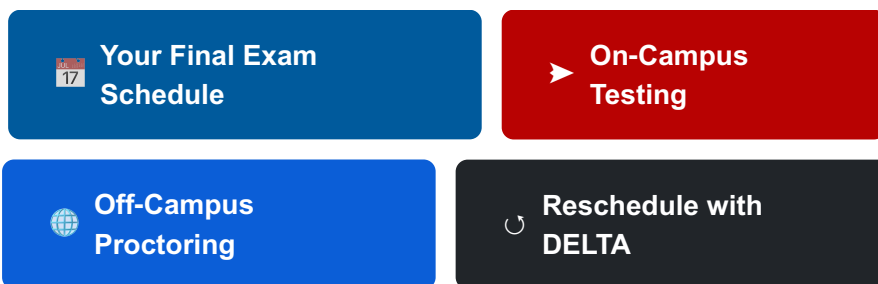 Your Final Exam
Schedule
JUL
17
On-Campus
Testing
Off-Campus
Proctoring
Reschedule with
DELTA